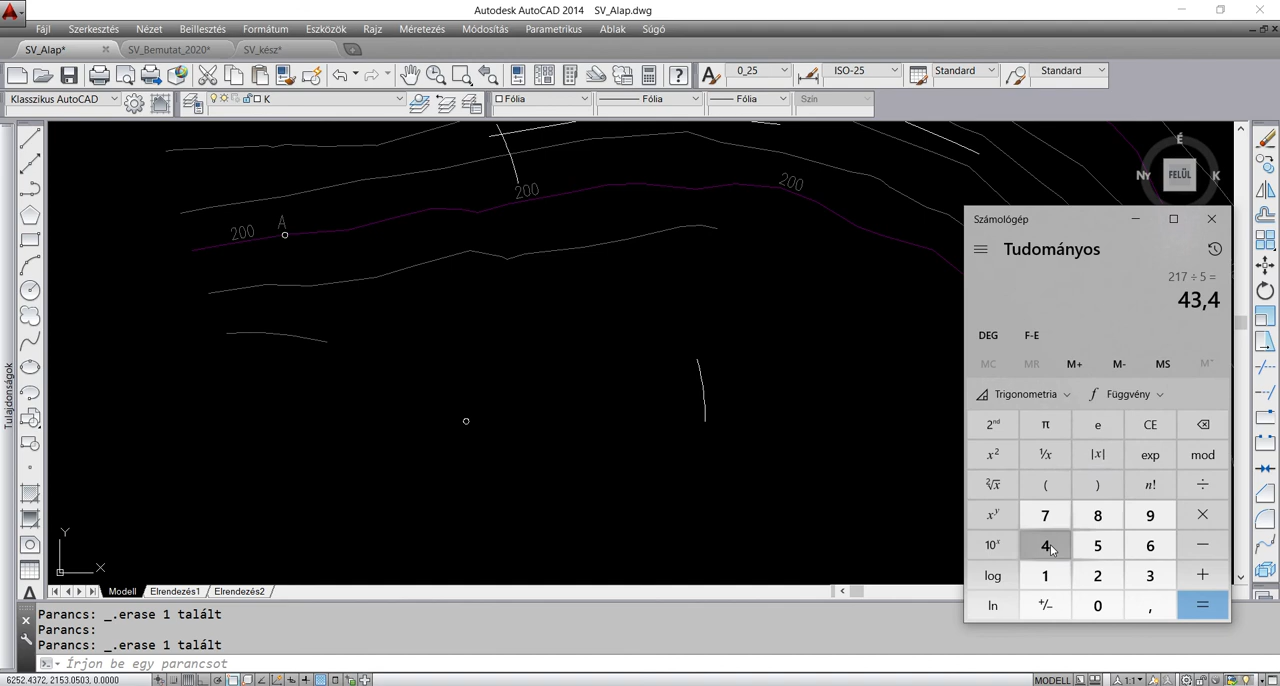 Autodesk AutoCAD 2014 SV_Alap.dwg
Fájl Szerkesztés Nézet Beillesztés Formátum Eszközök Rajz Méretezés Módosítás Parametrikus Ablak Súgó
SV_Alap* SV_Bemutat_2020* SV_kész*
0_25 ISO-25 Standard Standard
Klasszikus AutoCAD K Fólia Fólia Fólia Szín
É
Ny FELÜL K
200 200
200 A
Tulajdonságok
Y
X
Számológép
Tudományos
217 ÷ 5 =
43,4
DEG F-E
MC MR M+ M- MS M˅
Trigonometria f Függvény
2ⁿᵈ π e CE
x² ¹/x |x| exp mod
²√x ( ) n! ÷
xʸ 7 8 9 ×
10ˣ 4 5 6 −
log 1 2 3 +
ln +/− 0 , =
Modell Elrendezés1 Elrendezés2
Parancs: _.erase 1 talált
Parancs:
Parancs: _.erase 1 talált
Írjon be egy parancsot
6252.4372, 2153.0503, 0.0000 MODELL 1:1